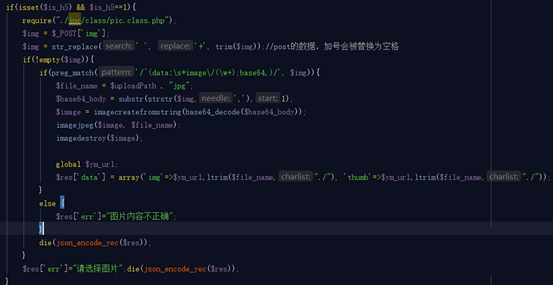 if(isset($is_h5) && $is_h5==1){
require("./inc/class/pic.class.php");
$img = $_POST['img'];
$img = str_replace( search: ' ', replace: '+', trim($img));//post的数据，加号会被替换为空格
if(!empty($img)){
if(preg_match( pattern: '/^(data:\s*image\/(\w+);base64,)/', $img)){
$file_name = $uploadPath . "jpg";
$base64_body = substr(strstr($img, needle: ','), start: 1);
$image = imagecreatefromstring(base64_decode($base64_body));
imagejpeg($image, $file_name);
imagedestroy($image);
global $ym_url;
$res['data'] = array('img'=>$ym_url.ltrim($file_name, charlist: "./"), 'thumb'=>$ym_url.ltrim($file_name, charlist: "./"));
}
else {
$res['err']="图片内容不正确";
}
die(json_encode_yec($res));
}
$res['err']="请选择图片";die(json_encode_yec($res));
}